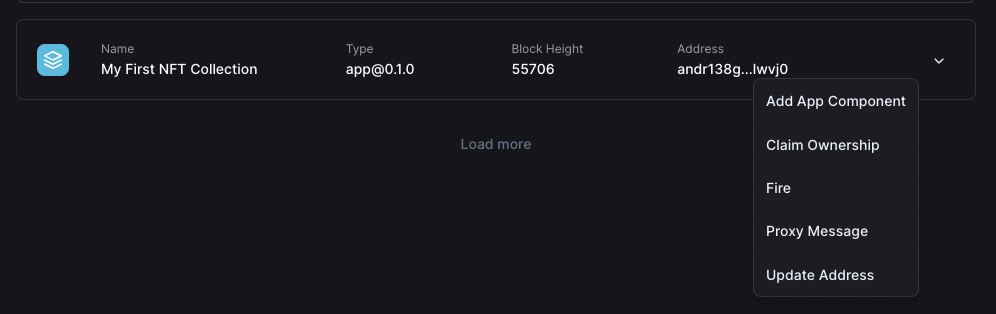 Name Type Block Height Address
My First NFT Collection app@0.1.0 55706 andr138g...lwvj0
Add App Component
Load more
Claim Ownership
Fire
Proxy Message
Update Address